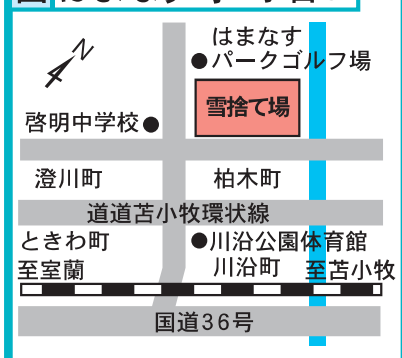 N
はまなす
パークゴルフ場
雪捨て場
啓明中学校
澄川町
柏木町
道道苫小牧環状線
ときわ町
川沿公園体育館
至室蘭
川沿町
至苫小牧
国道36号